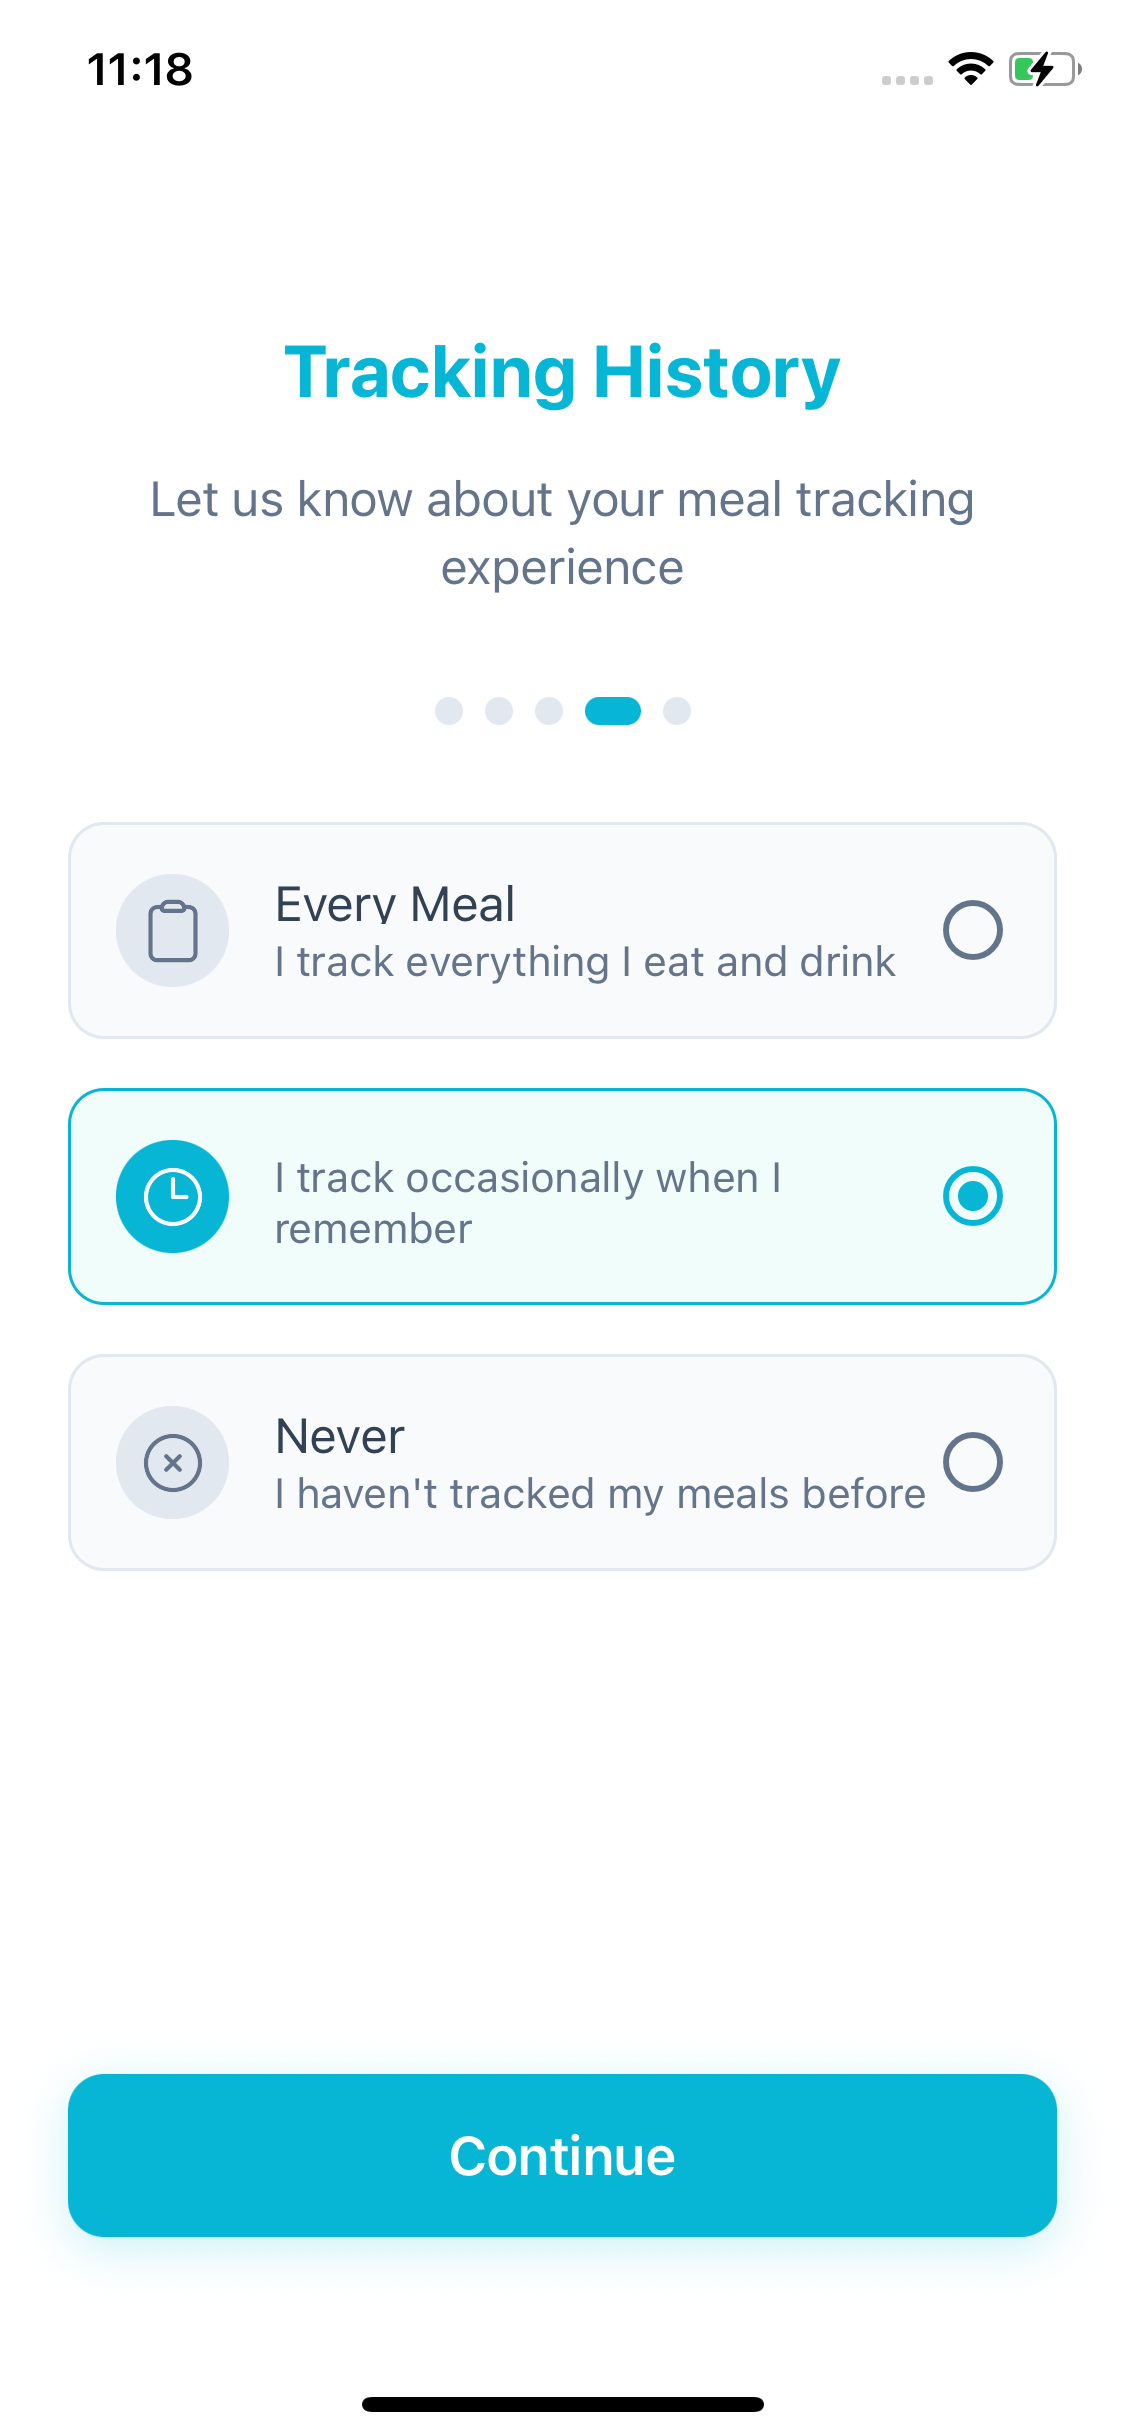 11:18
Tracking History
Let us know about your meal tracking
experience
Every Meal
I track everything I eat and drink
I track occasionally when I
remember
Never
I haven't tracked my meals before
Continue